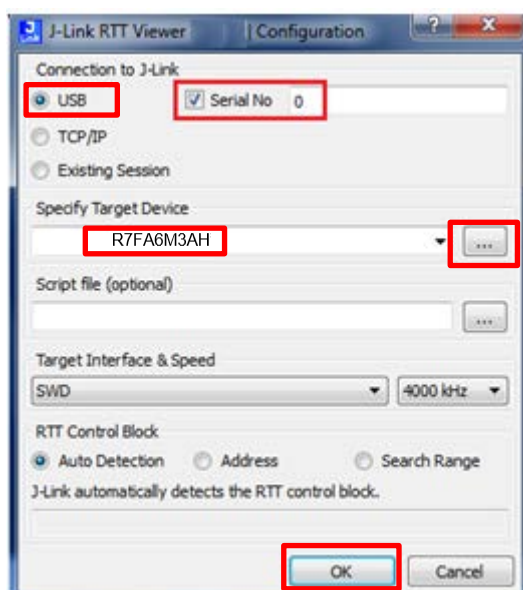 J-Link RTT Viewer | Configuration
Connection to J-Link
USB Serial No 0
TCP/IP
Existing Session
Specify Target Device
R7FA6M3AH ...
Script file (optional)
...
Target Interface & Speed
SWD 4000 kHz
RTT Control Block
Auto Detection Address Search Range
J-Link automatically detects the RTT control block.
OK Cancel